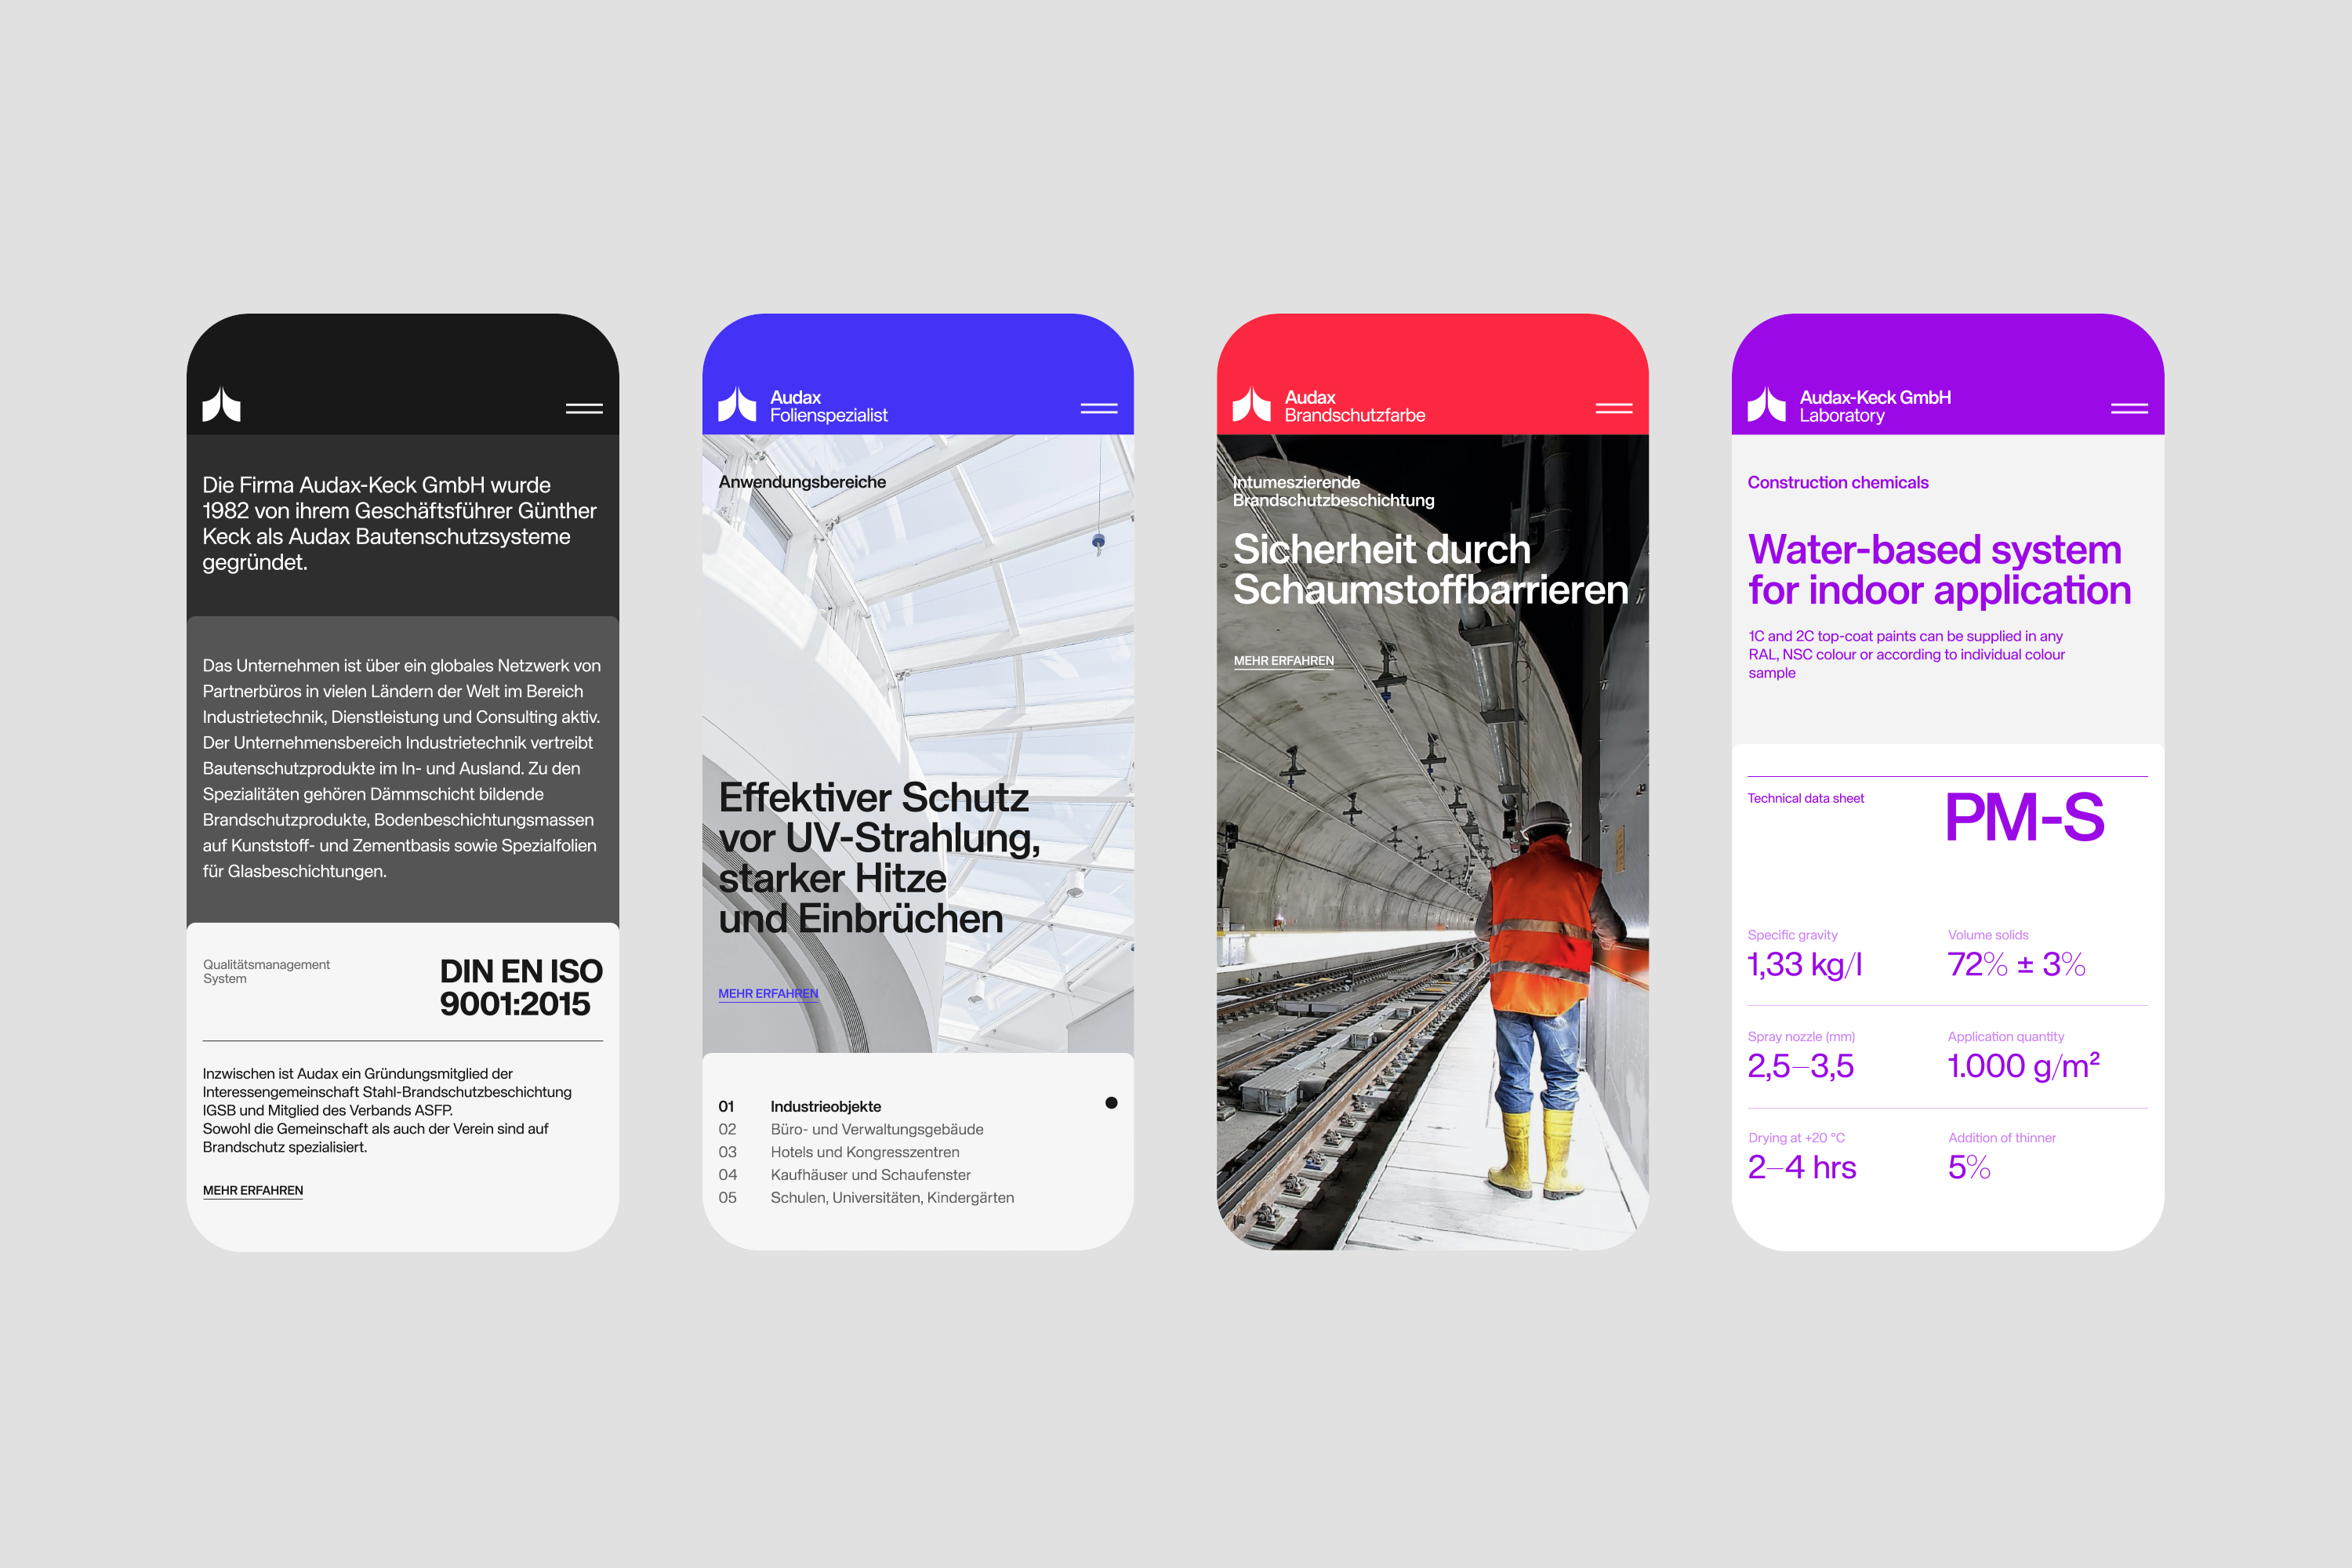 Die Firma Audax-Keck GmbH wurde
1982 von ihrem Geschäftsführer Günther
Keck als Audax Bautenschutzsysteme
gegründet.
Das Unternehmen ist über ein globales Netzwerk von
Partnerbüros in vielen Ländern der Welt im Bereich
Industrietechnik, Dienstleistung und Consulting aktiv.
Der Unternehmensbereich Industrietechnik vertreibt
Bautenschutzprodukte im In- und Ausland. Zu den
Spezialitäten gehören Dämmschicht bildende
Brandschutzprodukte, Bodenbeschichtungsmassen
auf Kunststoff- und Zementbasis sowie Spezialfolien
für Glasbeschichtungen.
Qualitätsmanagement
System
DIN EN ISO
9001:2015
Inzwischen ist Audax ein Gründungsmitglied der
Interessengemeinschaft Stahl-Brandschutzbeschichtung
IGSB und Mitglied des Verbands ASFP.
Sowohl die Gemeinschaft als auch der Verein sind auf
Brandschutz spezialisiert.
MEHR ERFAHREN
Audax
Folienspezialist
Anwendungsbereiche
Effektiver Schutz
vor UV-Strahlung,
starker Hitze
und Einbrüchen
MEHR ERFAHREN
01 Industrieobjekte
02 Büro- und Verwaltungsgebäude
03 Hotels und Kongresszentren
04 Kaufhäuser und Schaufenster
05 Schulen, Universitäten, Kindergärten
Audax
Brandschutzfarbe
Intumeszierende
Brandschutzbeschichtung
Sicherheit durch
Schaumstoffbarrieren
MEHR ERFAHREN
Audax-Keck GmbH
Laboratory
Construction chemicals
Water-based system
for indoor application
1C and 2C top-coat paints can be supplied in any
RAL, NSC colour or according to individual colour
sample
Technical data sheet
PM-S
Specific gravity
1,33 kg/l
Volume solids
72% ± 3%
Spray nozzle (mm)
2,5–3,5
Application quantity
1.000 g/m²
Drying at +20 °C
2–4 hrs
Addition of thinner
5%